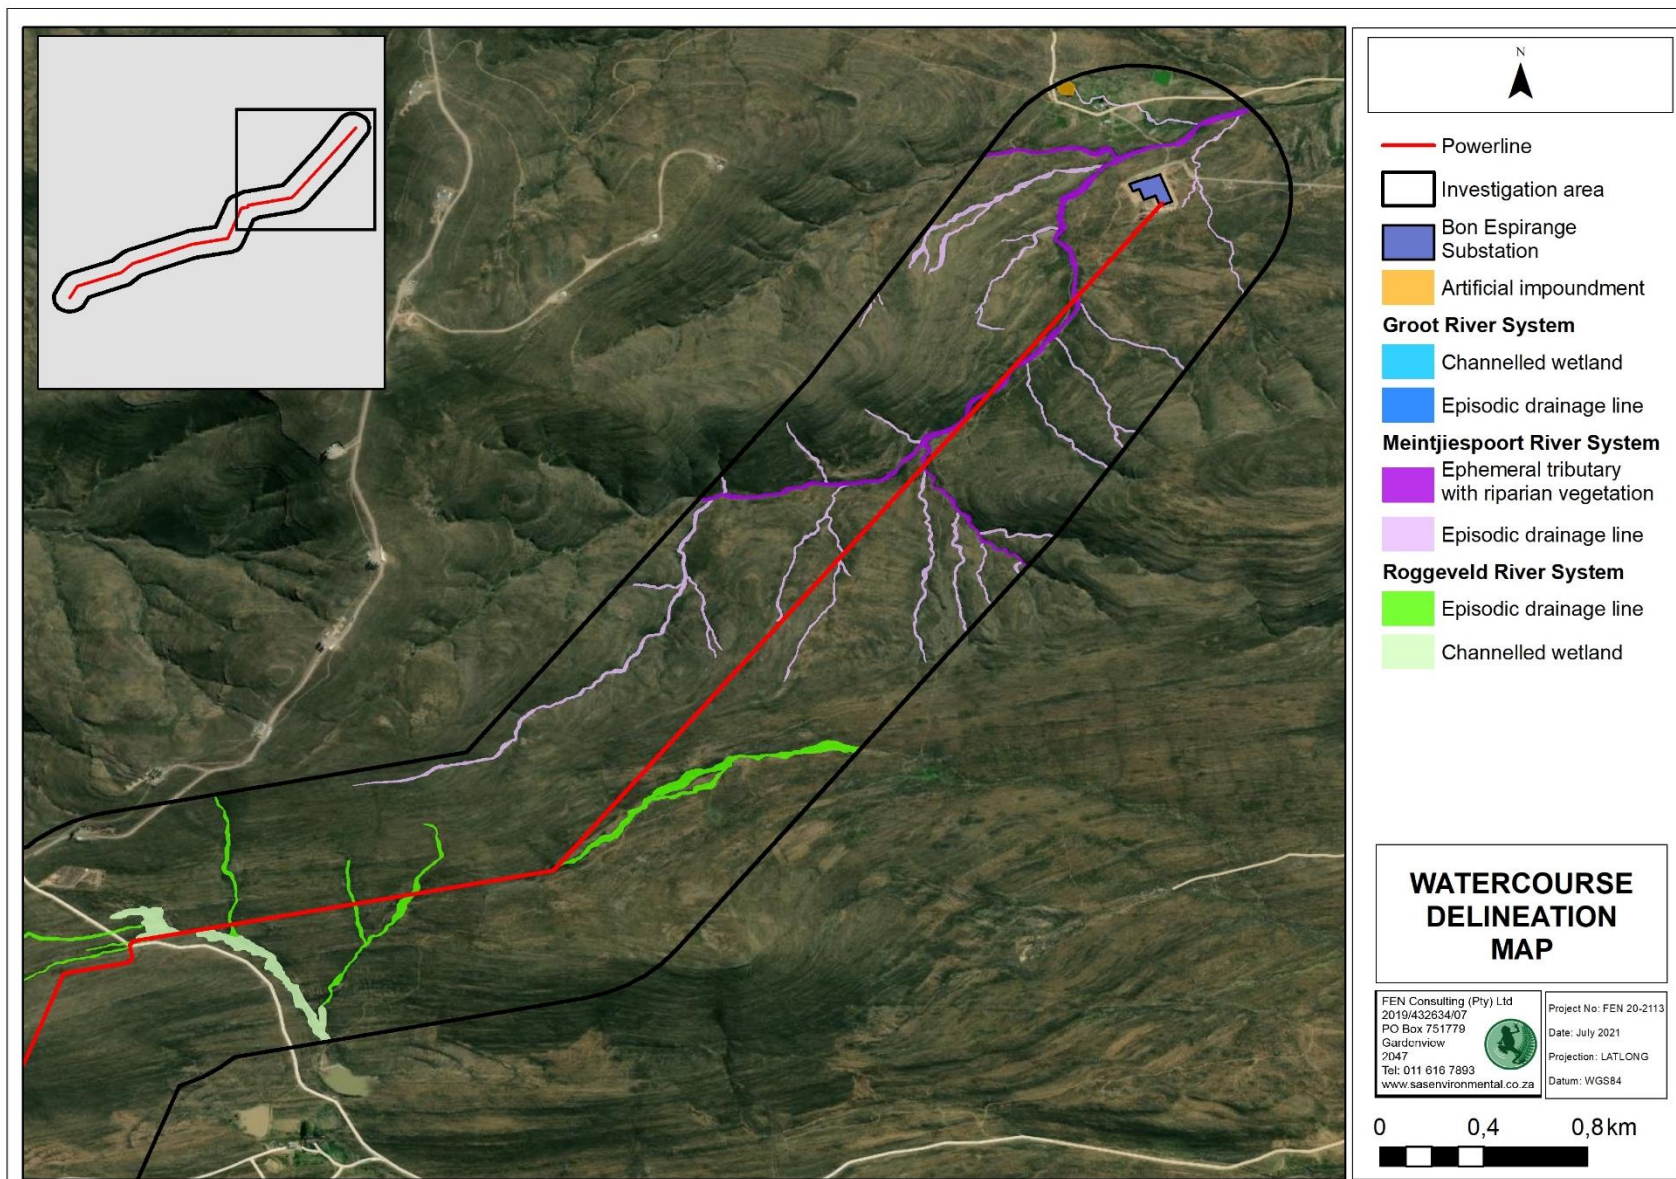 N
Powerline
Investigation area
Bon Espirange
Substation
Artificial impoundment
Groot River System
Channelled wetland
Episodic drainage line
Meintjiespoort River System
Ephemeral tributary
with riparian vegetation
Episodic drainage line
Roggeveld River System
Episodic drainage line
Channelled wetland
WATERCOURSE
DELINEATION
MAP
FEN Consulting (Pty) Ltd
2019/432634/07
PO Box 751779
Gardenview
2047
Tel: 011 616 7893
www.sasenvironmental.co.za
Project No: FEN 20-2113
Date: July 2021
Projection: LATLONG
Datum: WGS84
0 0,4 0,8 km